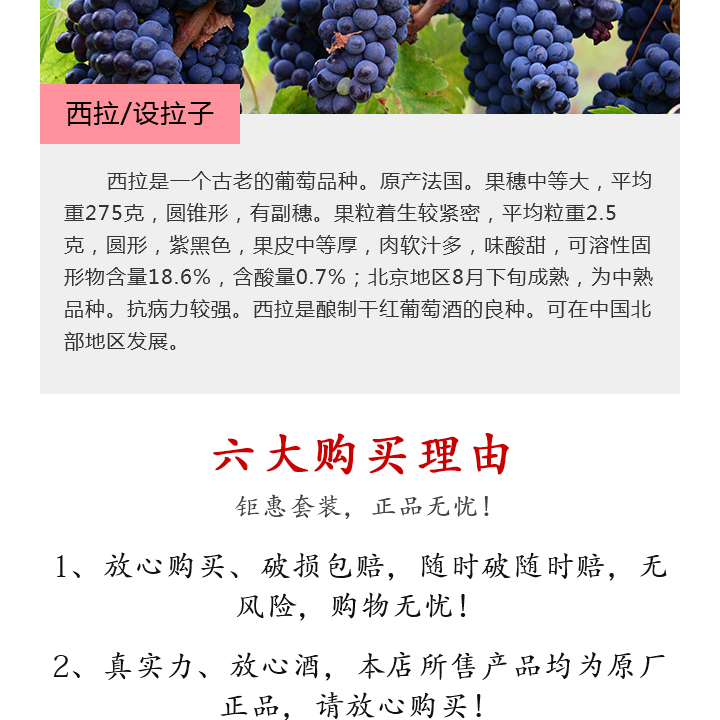 西拉/设拉子
西拉是一个古老的葡萄品种。原产法国。果穗中等大，平均
重275克，圆锥形，有副穗。果粒着生较紧密，平均粒重2.5
克，圆形，紫黑色，果皮中等厚，肉软汁多，味酸甜，可溶性固
形物含量18.6%，含酸量0.7%；北京地区8月下旬成熟，为中熟
品种。抗病力较强。西拉是酿制干红葡萄酒的良种。可在中国北
部地区发展。
六大购买理由
钜惠套装，正品无忧！
1、放心购买、破损包赔，随时破随时赔，无
风险，购物无忧！
2、真实力、放心酒，本店所售产品均为原厂
正品，请放心购买！